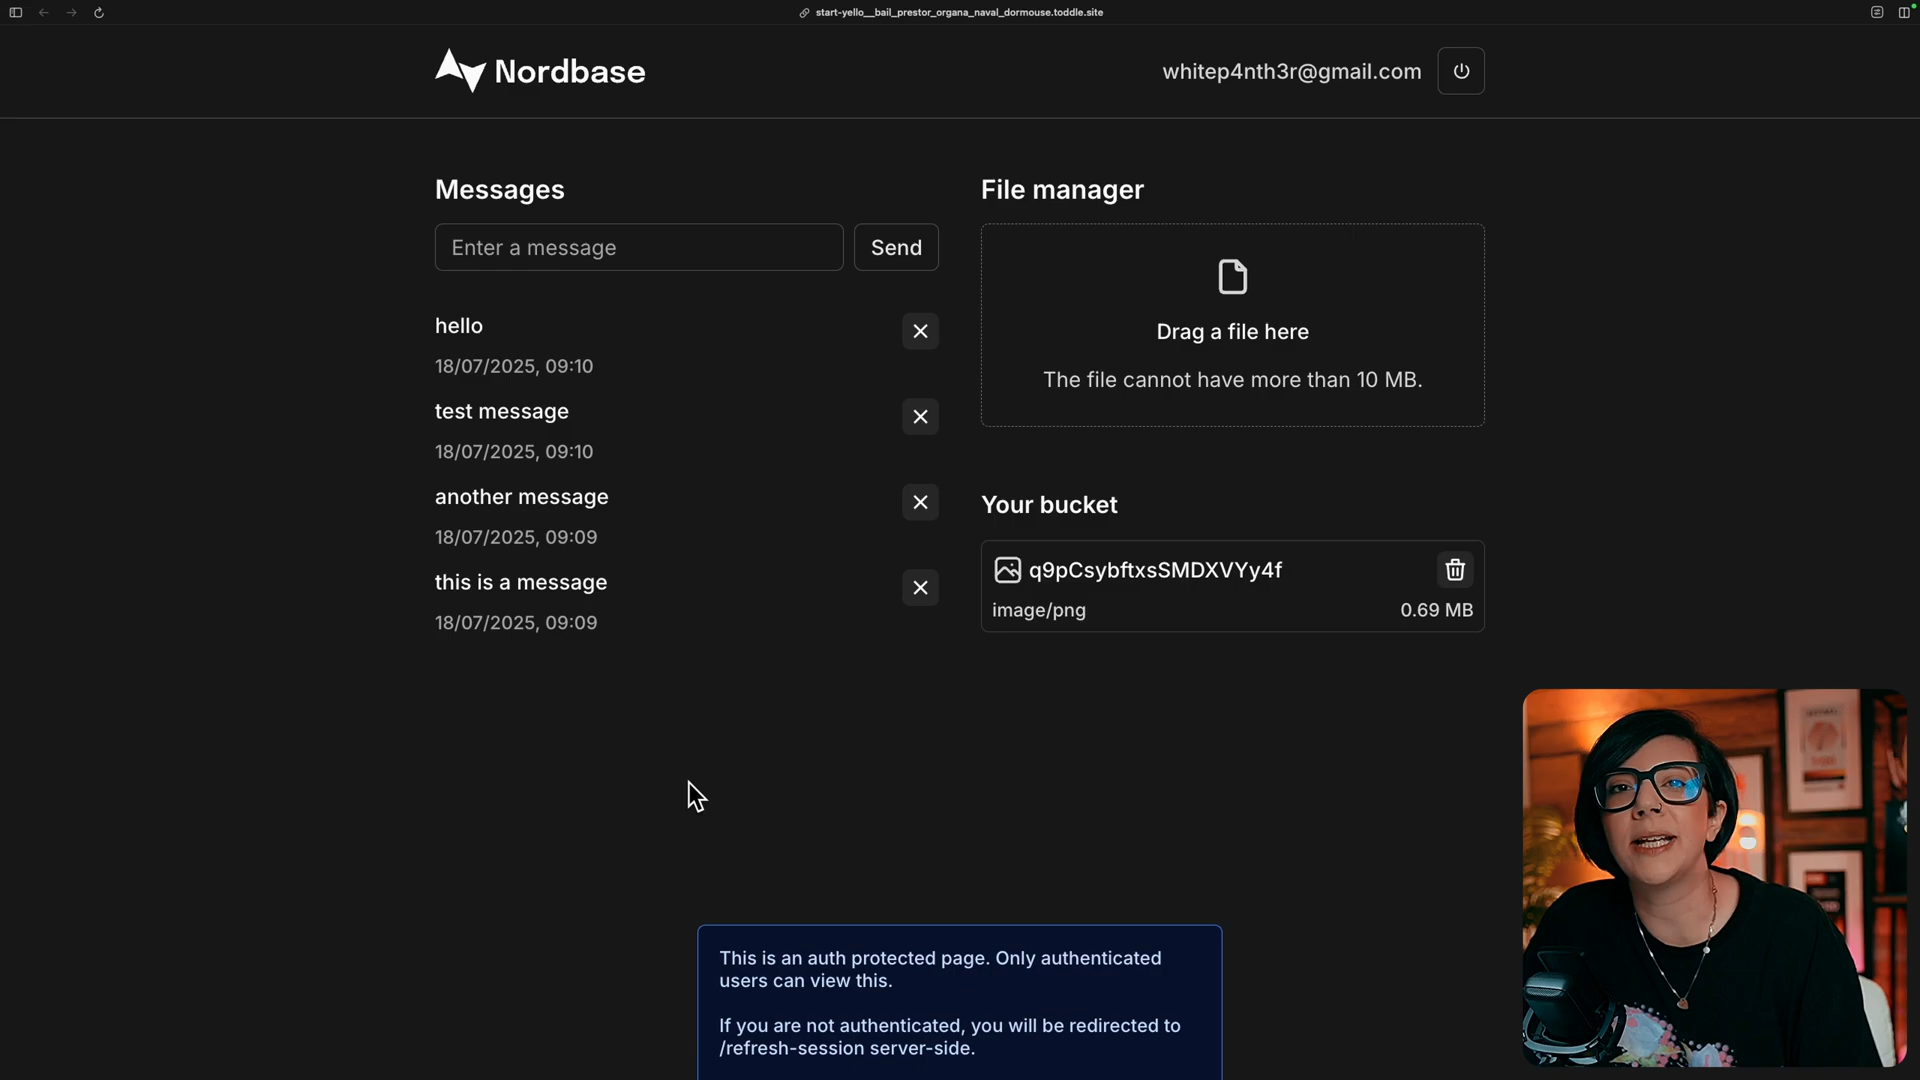 start-yello__bail_prestor_organa_naval_dormouse.toddle.site
Nordbase
whitep4nth3r@gmail.com
Messages
Enter a message
Send
hello
18/07/2025, 09:10
test message
18/07/2025, 09:10
another message
18/07/2025, 09:09
this is a message
18/07/2025, 09:09
File manager
Drag a file here
The file cannot have more than 10 MB.
Your bucket
q9pCsybftxsSMDXVYy4f
image/png
0.69 MB
This is an auth protected page. Only authenticated
users can view this.
If you are not authenticated, you will be redirected to
/refresh-session server-side.